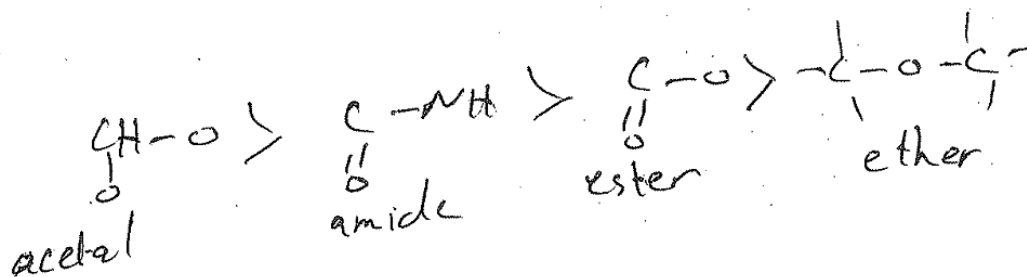 CH-O > C-NH > C-O > -C-O-C-
O O O
acetal amide ester ether